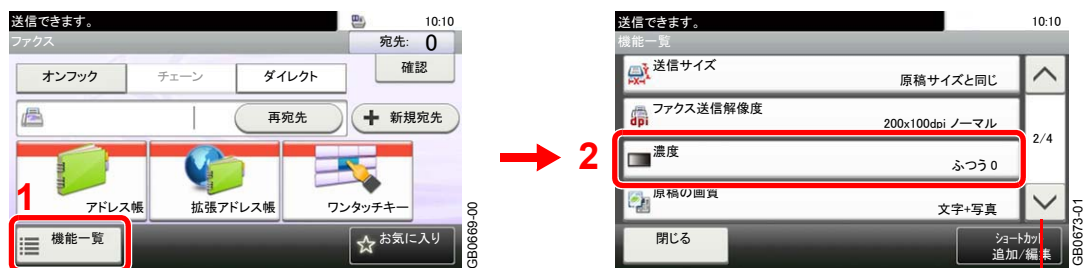 送信できます。 10:10
ファクス 宛先: 0
オンフック チェーン ダイレクト 確認
再宛先 + 新規宛先
1 アドレス帳 拡張アドレス帳 ワンタッチキー
機能一覧 お気に入り
GB0669-00
2
送信できます。 10:10
機能一覧
送信サイズ
原稿サイズと同じ
ファクス送信解像度
dpi 200x100dpi ノーマル
2/4
濃度
ふつう 0
原稿の画質
文字+写真
閉じる ショートカット
追加/編集
GB0673-01